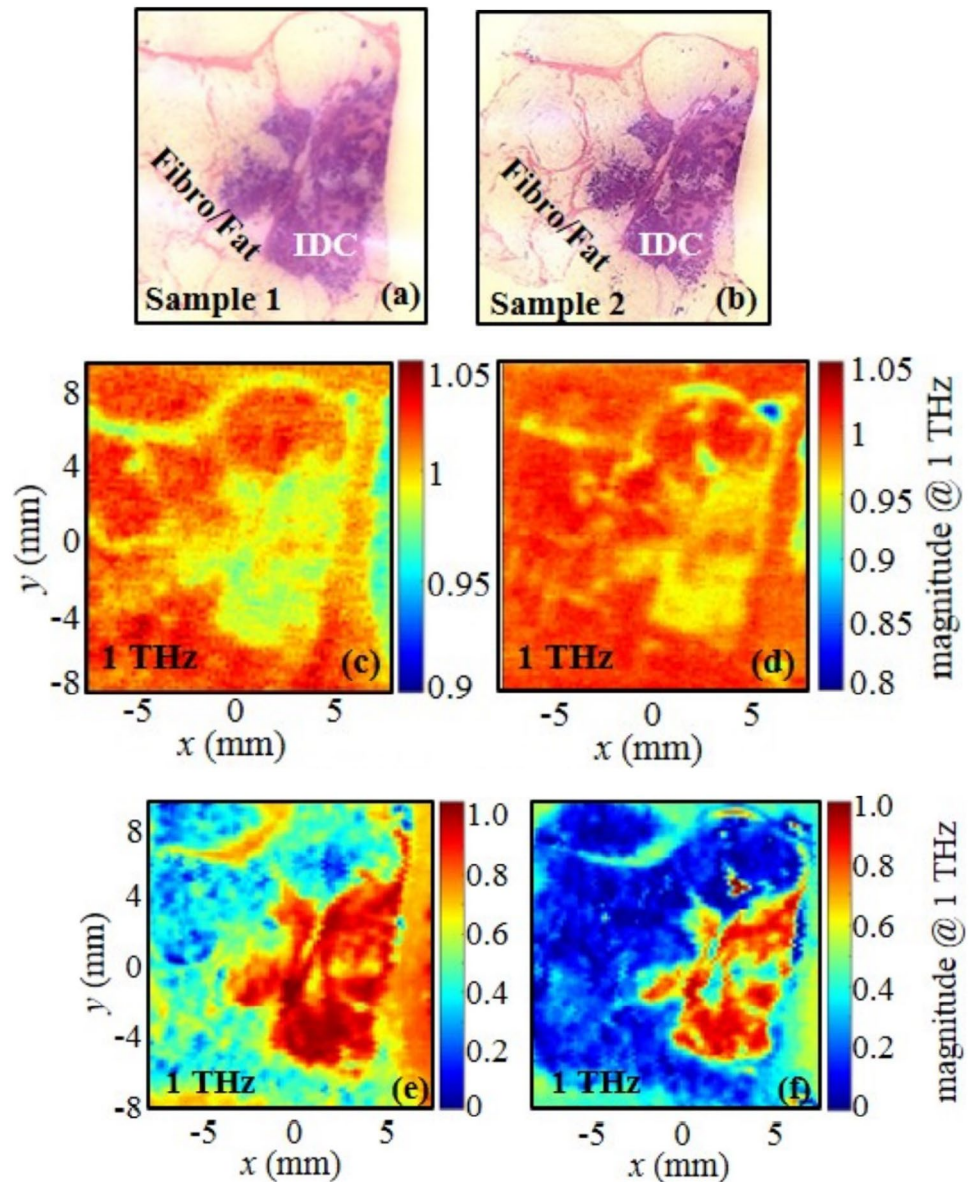 Fibro/Fat
IDC
Sample 1
(a)
Fibro/Fat
IDC
Sample 2
(b)
y (mm)
8
4
0
-4
-8
1 THz
(c)
-5
0
5
x (mm)
1.05
1
0.95
0.9
1 THz
(d)
-5
0
5
x (mm)
1.05
1
0.95
0.9
0.85
0.8
magnitude @ 1 THz
y (mm)
8
4
0
-4
-8
1 THz
(e)
-5
0
5
x (mm)
1.0
0.8
0.6
0.4
0.2
0
1 THz
(f)
-5
0
5
x (mm)
1.0
0.8
0.6
0.4
0.2
0
magnitude @ 1 THz